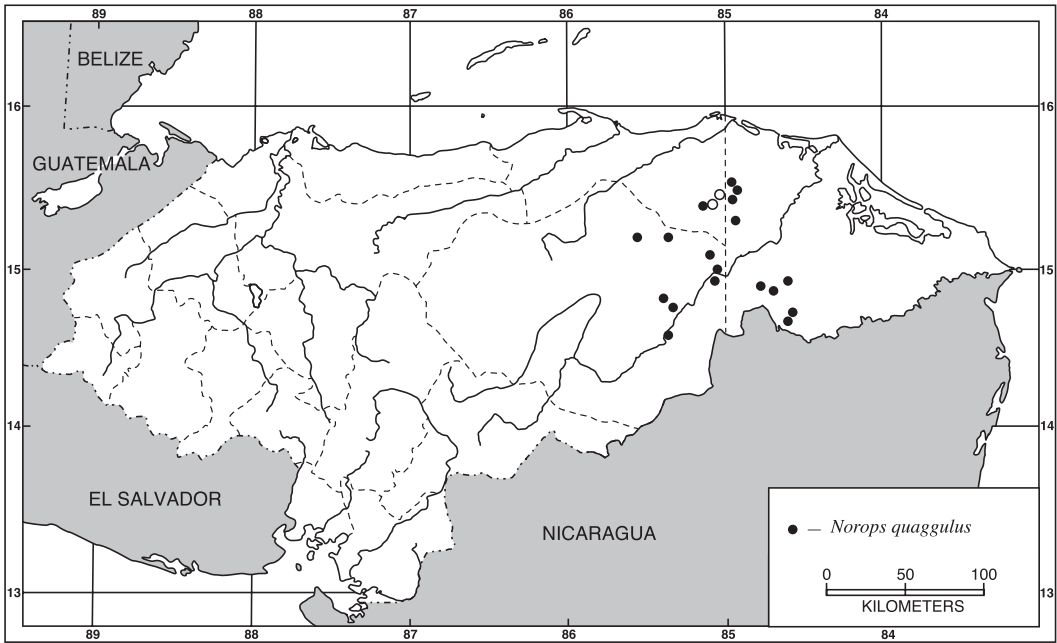 89 88 87 86 85 84
BELIZE
16 16
GUATEMALA
15 15
14 14
EL SALVADOR
NICARAGUA
— Norops quaggulus
0 50 100
KILOMETERS
13 13
89 88 87 86 85 84